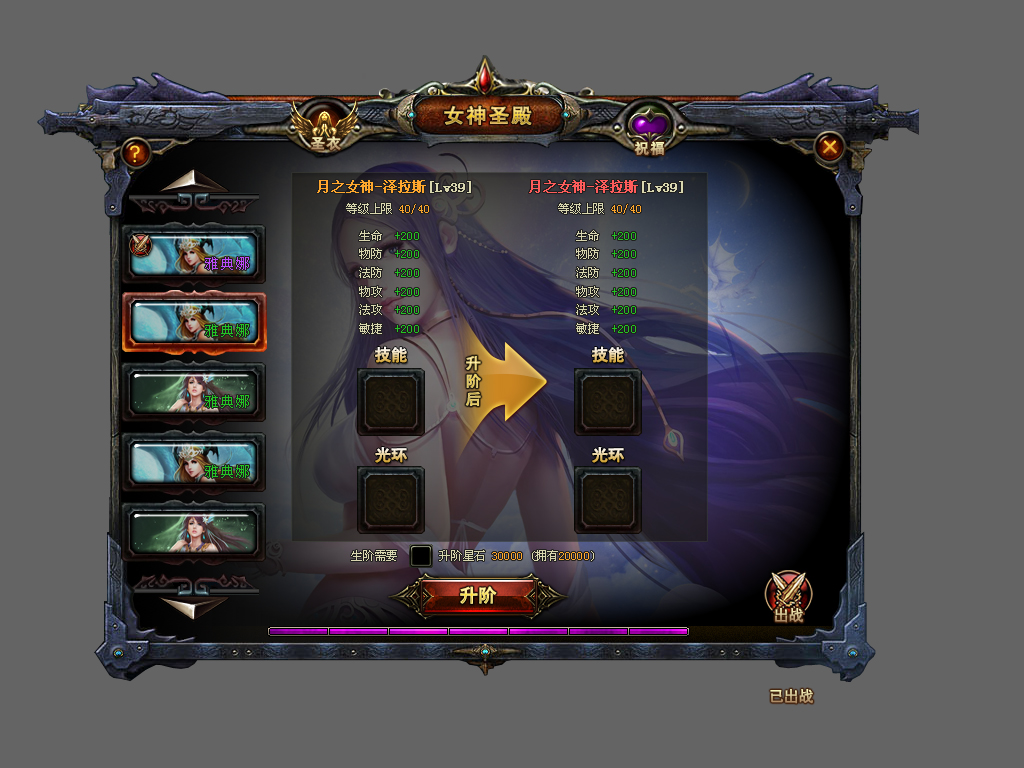 女神圣殿
圣衣
祝福
?
月之女神-泽拉斯 [Lv39]
月之女神-泽拉斯 [Lv39]
等级上限 40/40
等级上限 40/40
生命 +200
生命 +200
物防 +200
物防 +200
法防 +200
法防 +200
物攻 +200
物攻 +200
法攻 +200
法攻 +200
敏捷 +200
敏捷 +200
雅典娜
雅典娜
雅典娜
雅典娜
技能
升阶后
技能
光环
光环
生阶需要 升阶星石 30000 (拥有20000)
升阶
出战
已出战